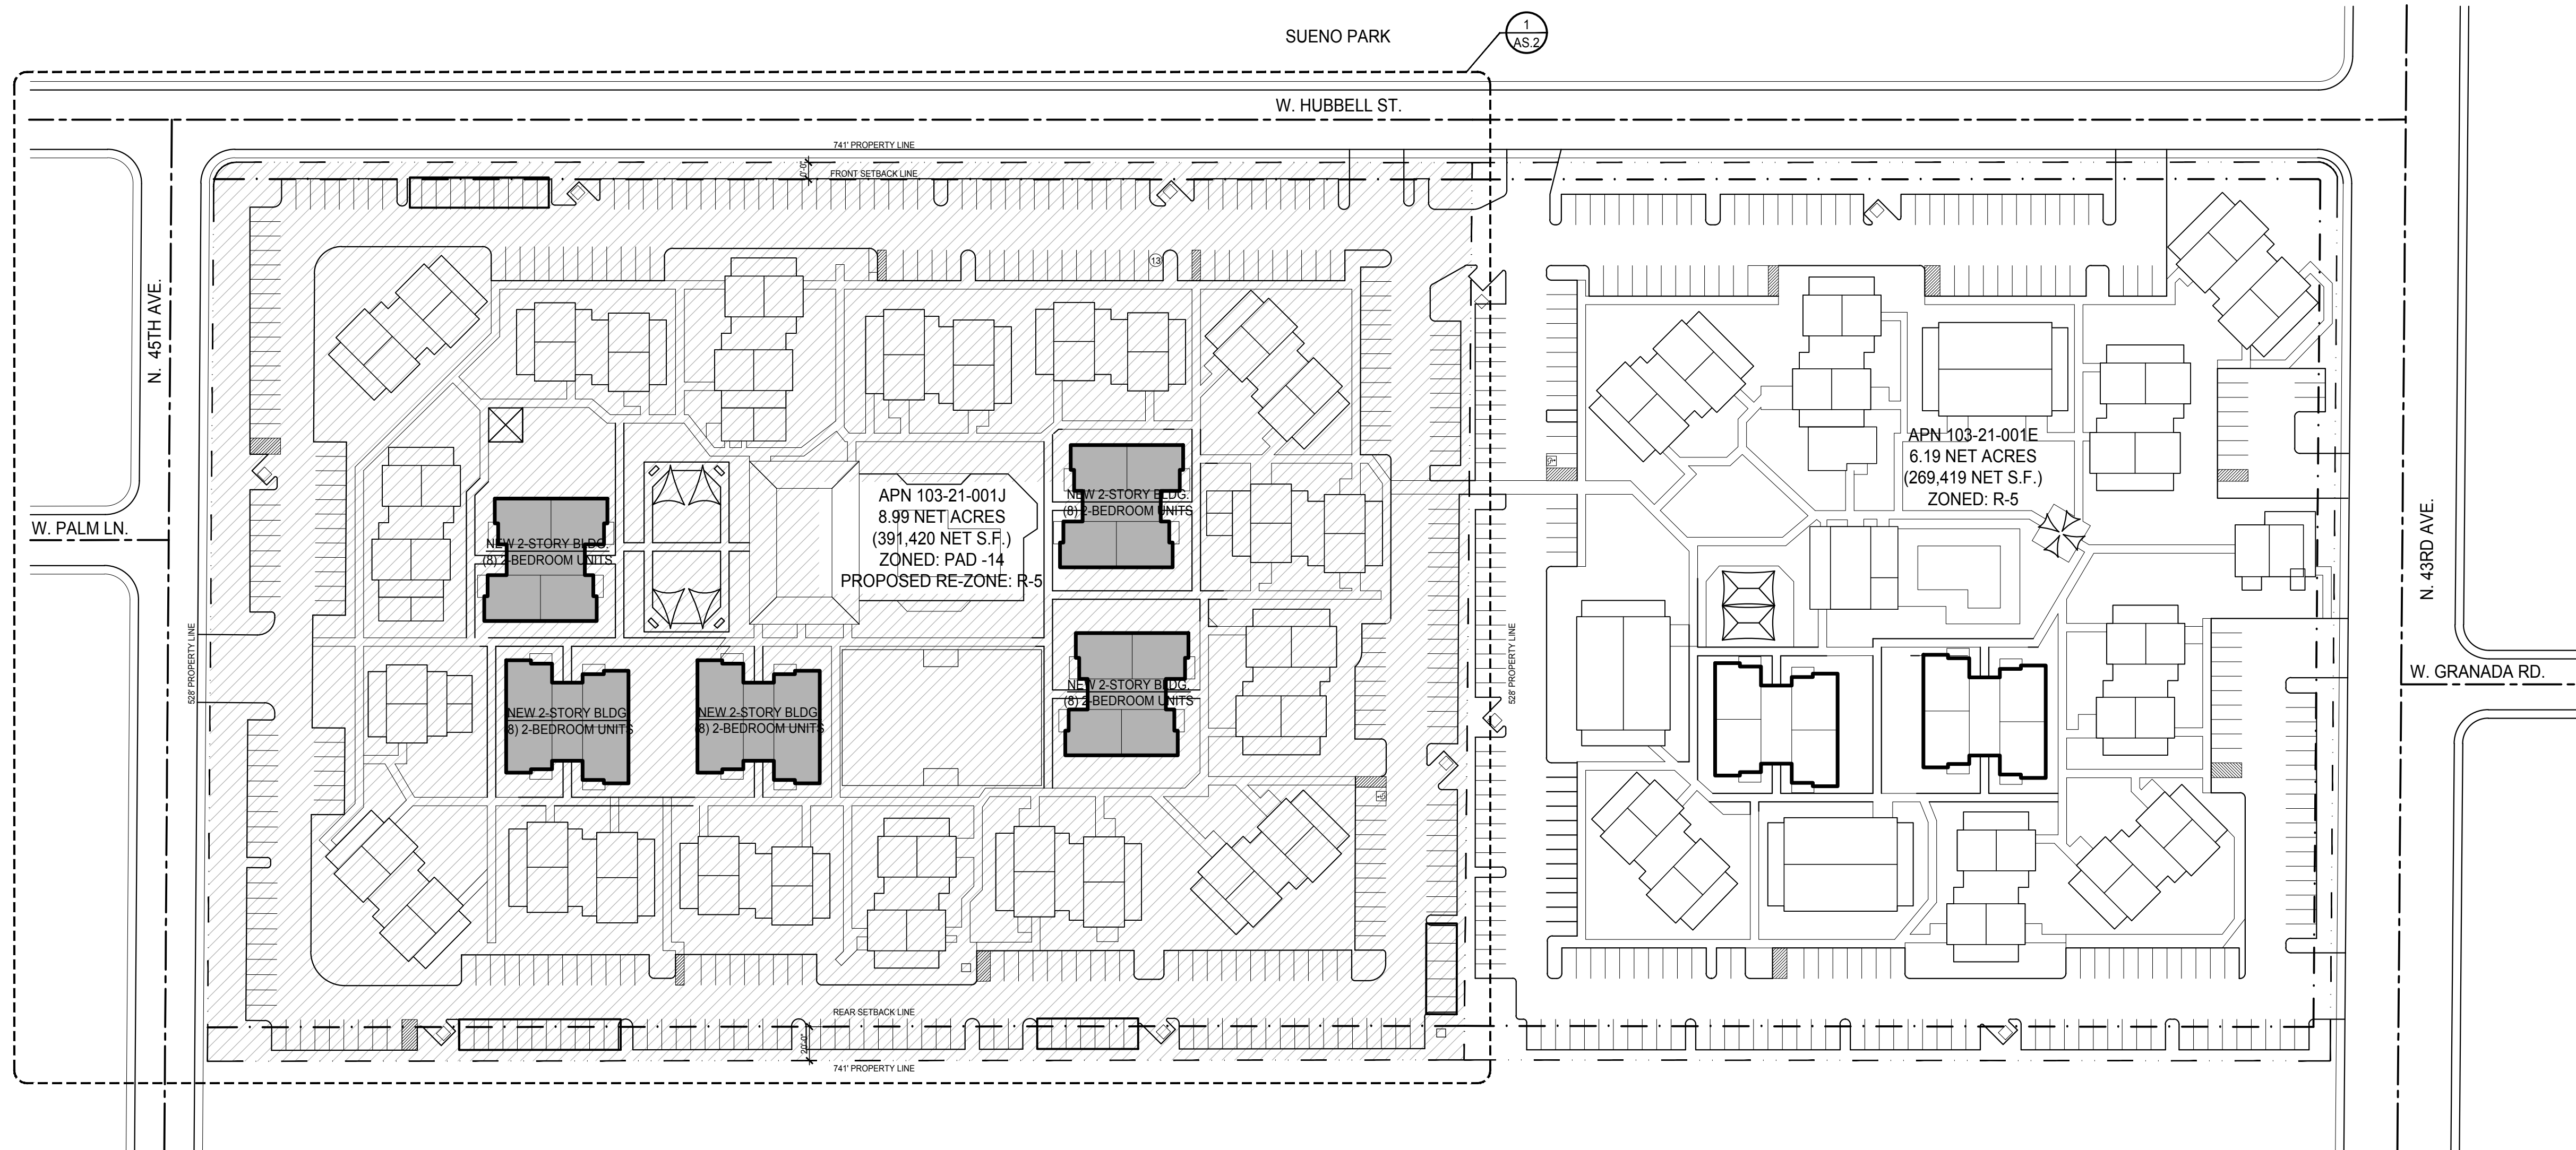 SUENO PARK
1
AS.2
W. HUBBELL ST.
741' PROPERTY LINE
FRONT SETBACK LINE
13
N. 45TH AVE.
W. PALM LN.
528' PROPERTY LINE
APN 103-21-001J
8.99 NET ACRES
(391,420 NET S.F.)
ZONED: PAD -14
PROPOSED RE-ZONE: R-5
NEW 2-STORY BLDG.
(8) 2-BEDROOM UNITS
NEW 2-STORY BLDG.
(8) 2-BEDROOM UNITS
NEW 2-STORY BLDG.
(8) 2-BEDROOM UNITS
NEW 2-STORY BLDG.
(8) 2-BEDROOM UNITS
NEW 2-STORY BLDG.
(8) 2-BEDROOM UNITS
528' PROPERTY LINE
APN 103-21-001E
6.19 NET ACRES
(269,419 NET S.F.)
ZONED: R-5
N. 43RD AVE.
W. GRANADA RD.
REAR SETBACK LINE
20'-0"
741' PROPERTY LINE